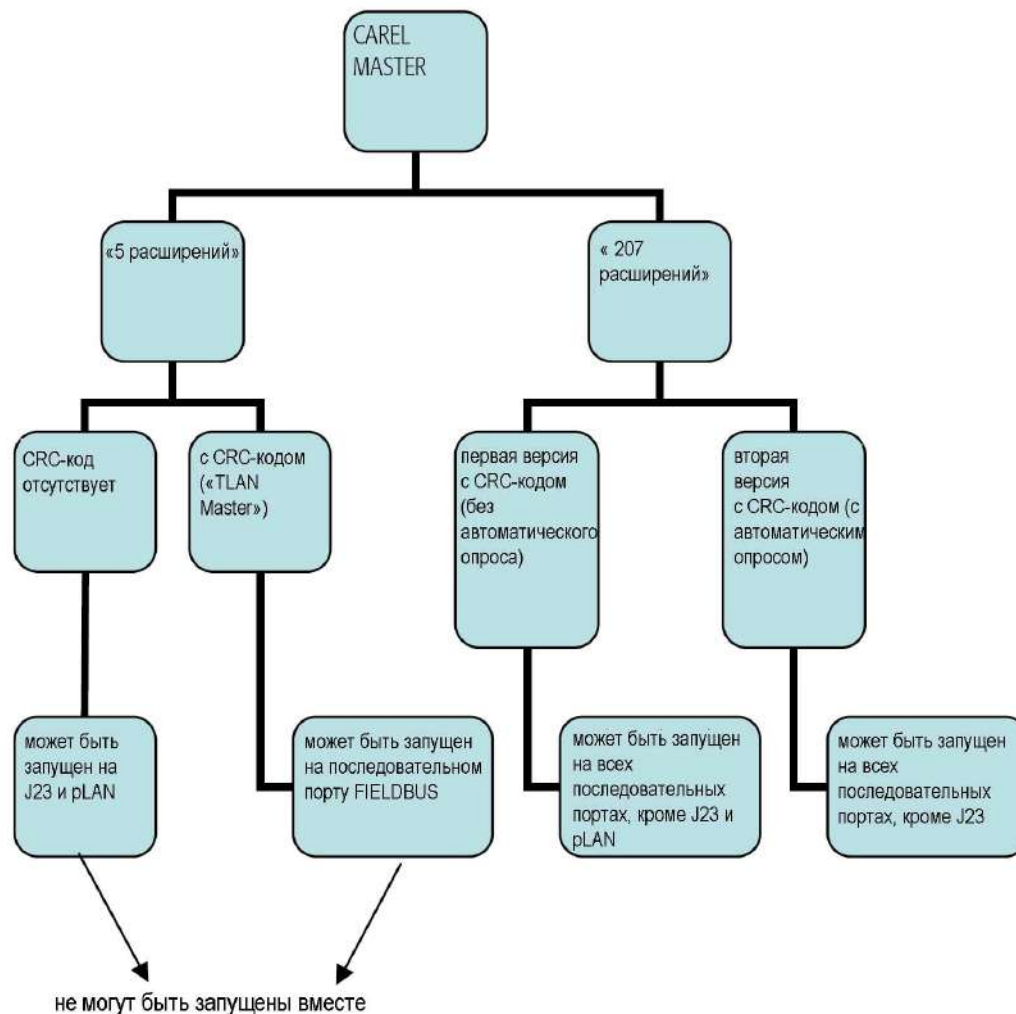 CAREL
MASTER
«5 расширений»
« 207
расширений»
CRC-код
отсутствует
с CRC-кодом
(«TLAN
Master»)
первая версия
с CRC-кодом
(без
автоматического
опроса)
вторая
версия
с CRC-кодом (с
автоматическим
опросом)
может быть
запущен на
J23 и pLAN
может быть запущен
на последовательном
порту FIELDBUS
может быть запущен
на всех
последовательных
портах, кроме J23 и
pLAN
может быть запущен
на всех
последовательных
портах, кроме J23
не могут быть запущены вместе